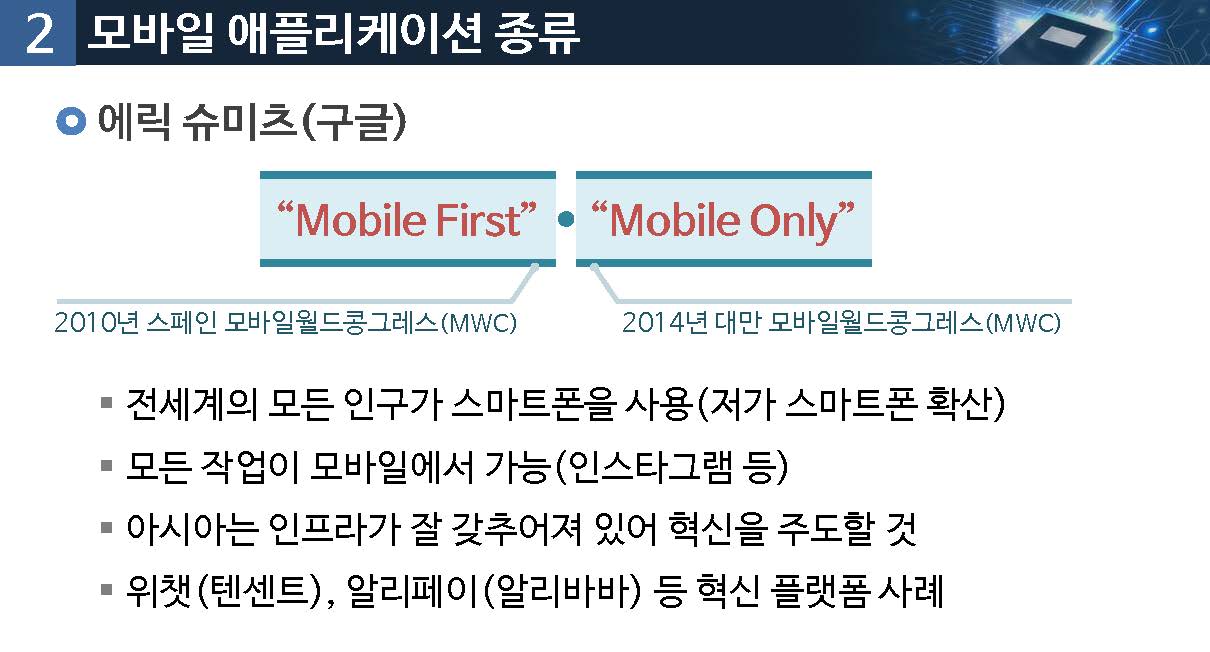 2 모바일 애플리케이션 종류
에릭 슈미츠(구글)
“Mobile First” • “Mobile Only”
2010년 스페인 모바일월드콩그레스(MWC)
2014년 대만 모바일월드콩그레스(MWC)
▪ 전세계의 모든 인구가 스마트폰을 사용(저가 스마트폰 확산)
▪ 모든 작업이 모바일에서 가능(인스타그램 등)
▪ 아시아는 인프라가 잘 갖추어져 있어 혁신을 주도할 것
▪ 위챗(텐센트), 알리페이(알리바바) 등 혁신 플랫폼 사례